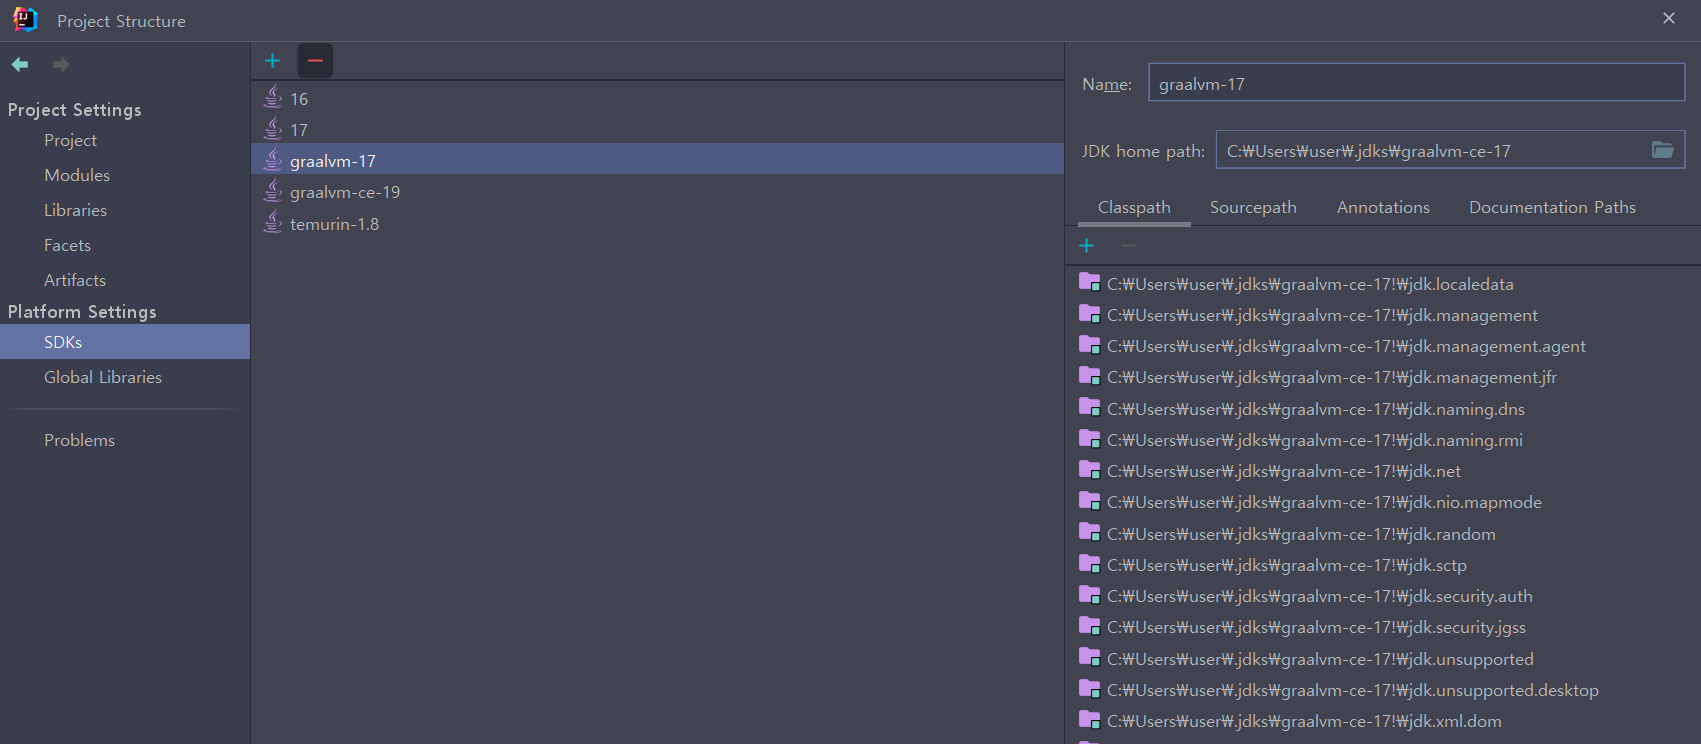 Project Structure
Project Settings
Project
Modules
Libraries
Facets
Artifacts
Platform Settings
SDKs
Global Libraries
Problems
16
17
graalvm-17
graalvm-ce-19
temurin-1.8
Name: graalvm-17
JDK home path: C:₩Users₩user₩.jdks₩graalvm-ce-17
Classpath Sourcepath Annotations Documentation Paths
C:₩Users₩user₩.jdks₩graalvm-ce-17!₩jdk.localedata
C:₩Users₩user₩.jdks₩graalvm-ce-17!₩jdk.management
C:₩Users₩user₩.jdks₩graalvm-ce-17!₩jdk.management.agent
C:₩Users₩user₩.jdks₩graalvm-ce-17!₩jdk.management.jfr
C:₩Users₩user₩.jdks₩graalvm-ce-17!₩jdk.naming.dns
C:₩Users₩user₩.jdks₩graalvm-ce-17!₩jdk.naming.rmi
C:₩Users₩user₩.jdks₩graalvm-ce-17!₩jdk.net
C:₩Users₩user₩.jdks₩graalvm-ce-17!₩jdk.nio.mapmode
C:₩Users₩user₩.jdks₩graalvm-ce-17!₩jdk.random
C:₩Users₩user₩.jdks₩graalvm-ce-17!₩jdk.sctp
C:₩Users₩user₩.jdks₩graalvm-ce-17!₩jdk.security.auth
C:₩Users₩user₩.jdks₩graalvm-ce-17!₩jdk.security.jgss
C:₩Users₩user₩.jdks₩graalvm-ce-17!₩jdk.unsupported
C:₩Users₩user₩.jdks₩graalvm-ce-17!₩jdk.unsupported.desktop
C:₩Users₩user₩.jdks₩graalvm-ce-17!₩jdk.xml.dom